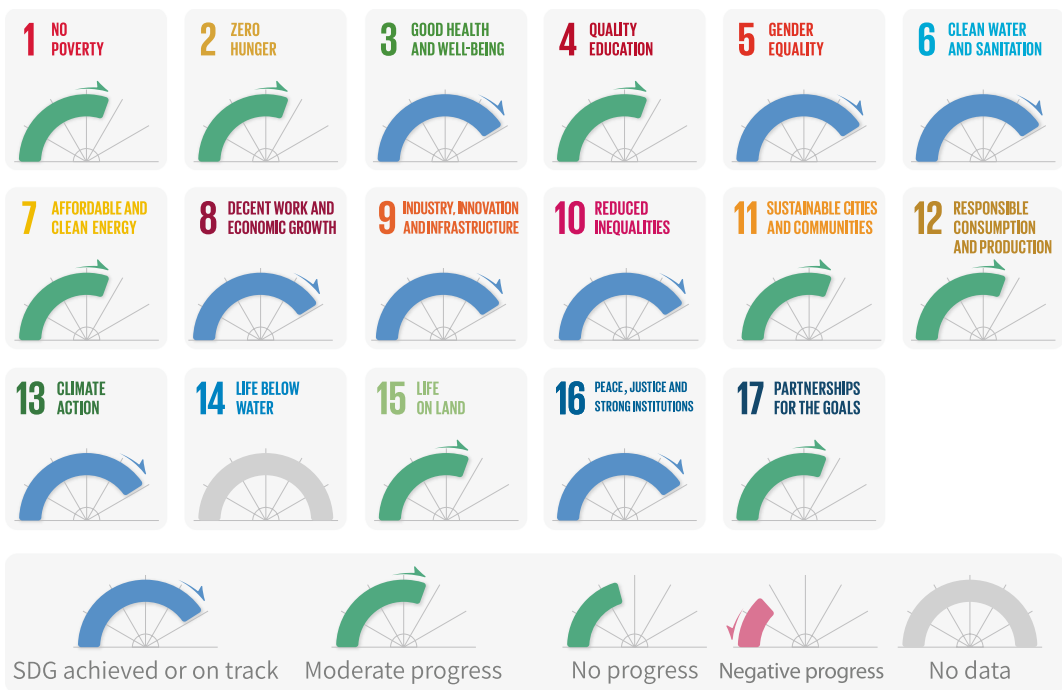 1 NO
POVERTY
2 ZERO
HUNGER
3 GOOD HEALTH
AND WELL-BEING
4 QUALITY
EDUCATION
5 GENDER
EQUALITY
6 CLEAN WATER
AND SANITATION
7 AFFORDABLE AND
CLEAN ENERGY
8 DECENT WORK AND
ECONOMIC GROWTH
9 INDUSTRY, INNOVATION
AND INFRASTRUCTURE
10 REDUCED
INEQUALITIES
11 SUSTAINABLE CITIES
AND COMMUNITIES
12 RESPONSIBLE
CONSUMPTION
AND PRODUCTION
13 CLIMATE
ACTION
14 LIFE BELOW
WATER
15 LIFE
ON LAND
16 PEACE, JUSTICE AND
STRONG INSTITUTIONS
17 PARTNERSHIPS
FOR THE GOALS
SDG achieved or on track
Moderate progress
No progress
Negative progress
No data